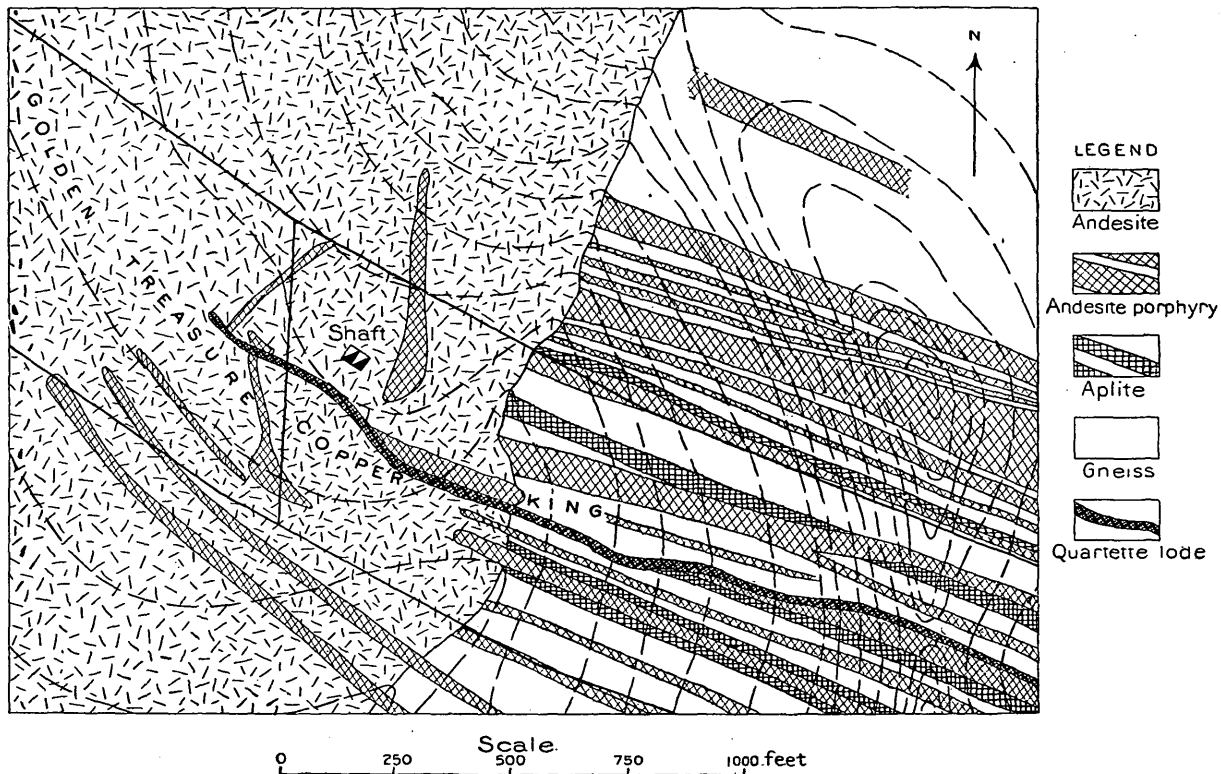 N
GOLDEN TREASURE
COPPER KING
Shaft
LEGEND
Andesite
Andesite porphyry
Aplite
Gneiss
Quartette lode
Scale.
0 250 500 750 1000 feet